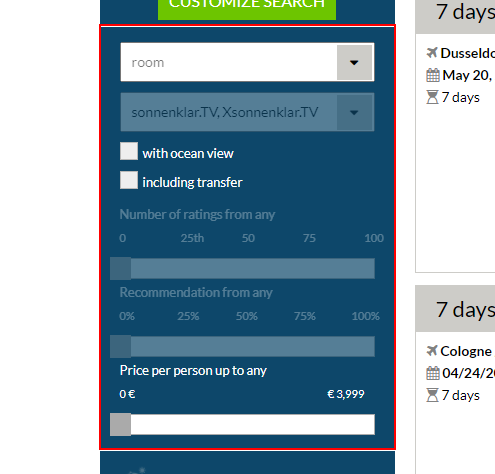 CUSTOMIZE SEARCH
room
sonnenklar.TV, Xsonnenklar.TV
with ocean view
including transfer
Number of ratings from any
0 25th 50 75 100
Recommendation from any
0% 25% 50% 75% 100%
Price per person up to any
0 € € 3,999
7 days
Dusseldo
May 20,
7 days
7 days
Cologne
04/24/20
7 days